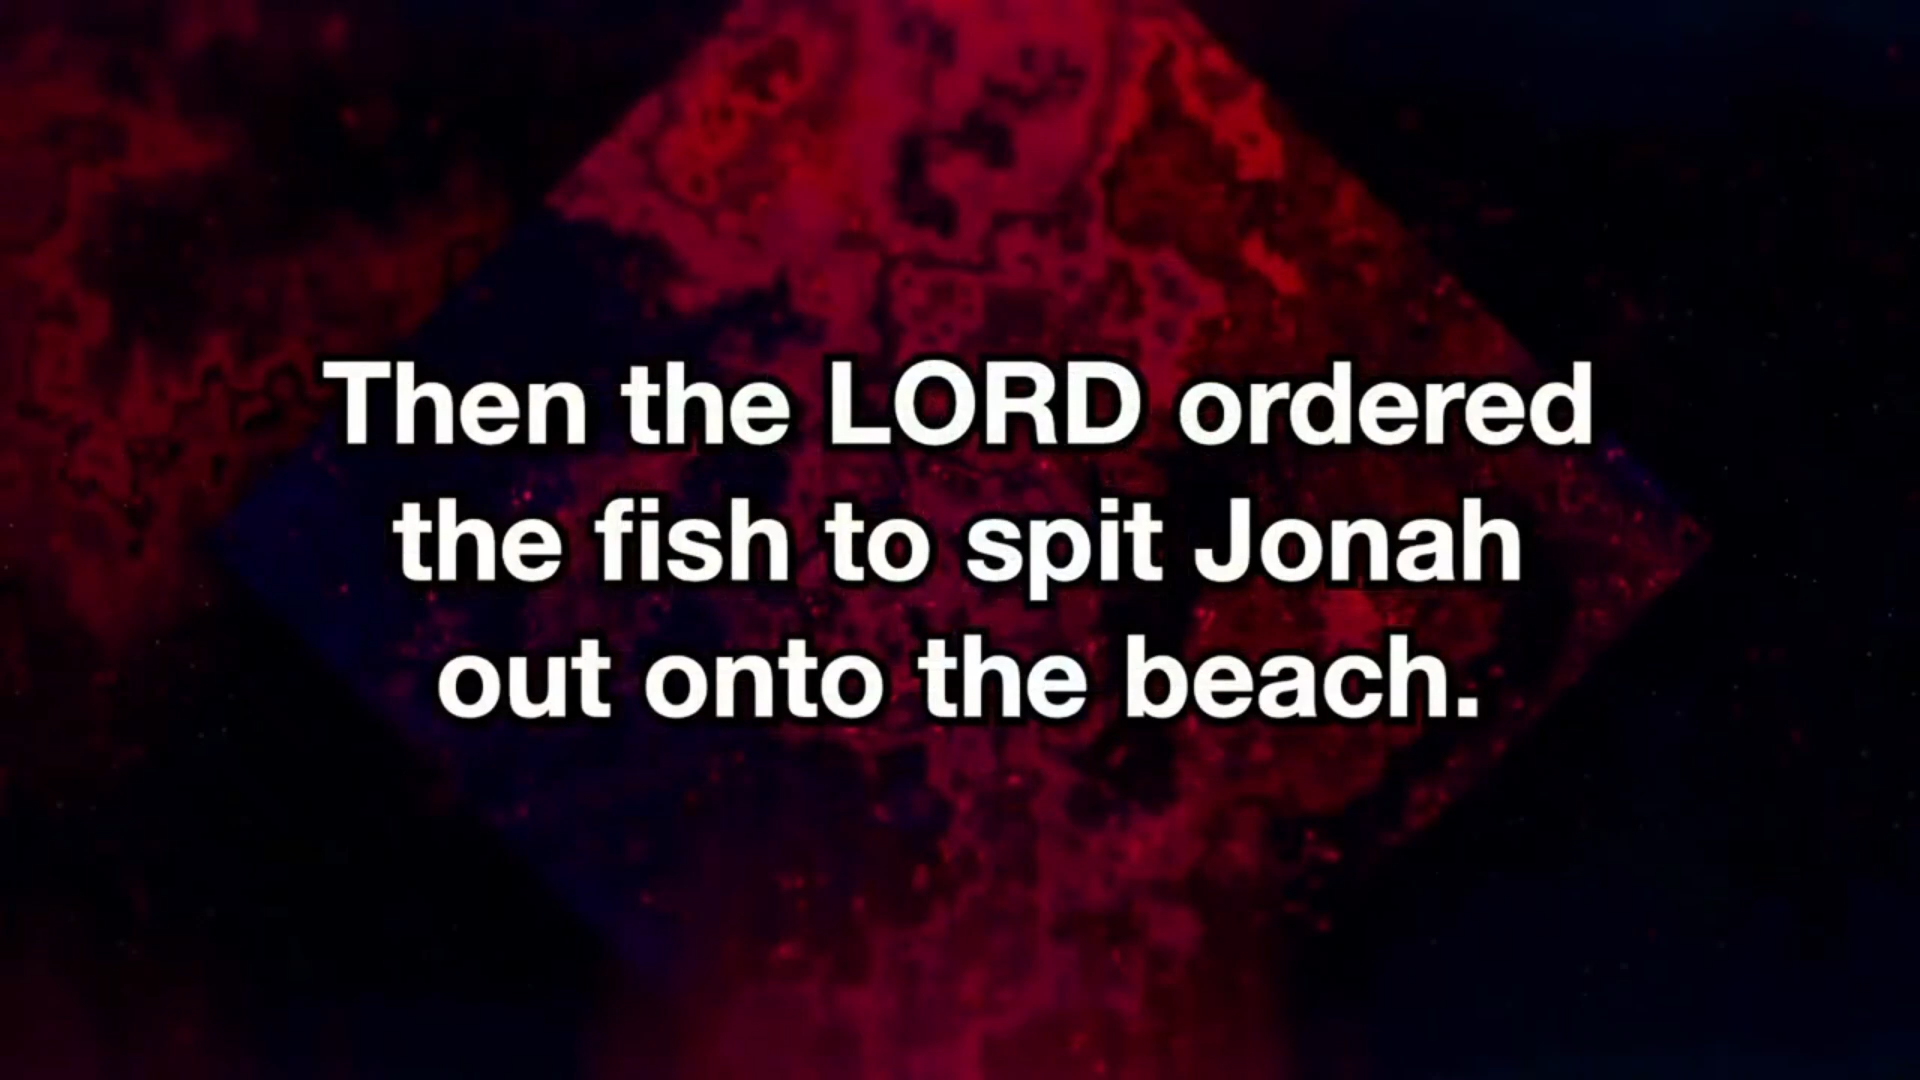 Then the LORD ordered
the fish to spit Jonah
out onto the beach.